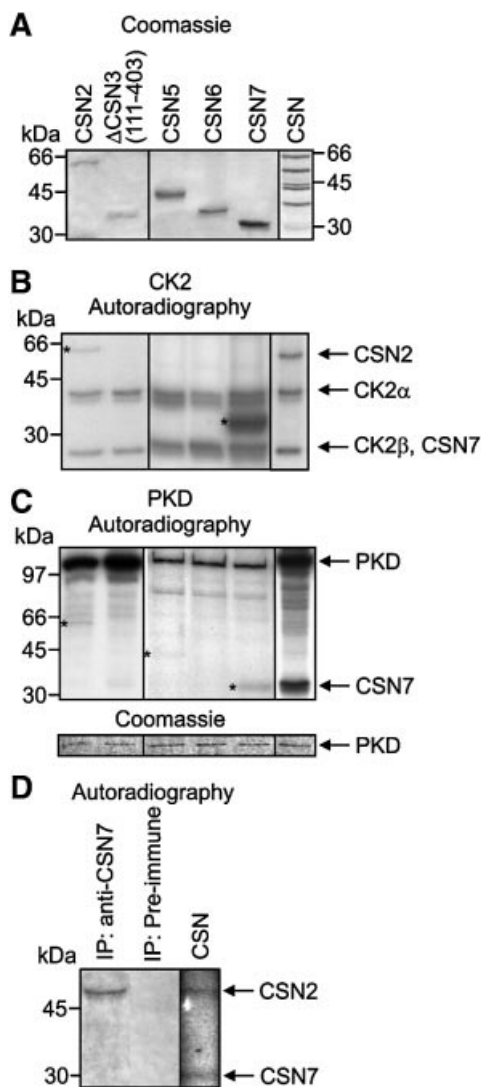 A
Coomassie
CSN2
ΔCSN3
(111-403)
CSN5
CSN6
CSN7
CSN
kDa
66
45
30
66
45
30
B
CK2
Autoradiography
kDa
66
45
30
*
*
CSN2
CK2α
CK2β, CSN7
C
PKD
Autoradiography
kDa
97
66
45
30
*
*
*
PKD
CSN7
Coomassie
PKD
D
Autoradiography
IP: anti-CSN7
IP: Pre-immune
CSN
kDa
45
30
CSN2
CSN7